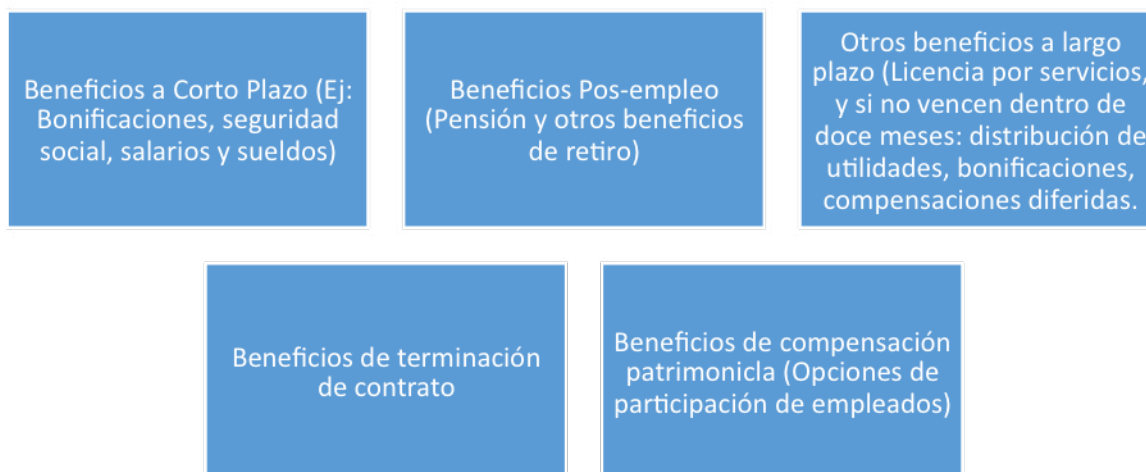 Beneficios a Corto Plazo (Ej:
Bonificaciones, seguridad
social, salarios y sueldos)
Beneficios Pos-empleo
(Pensión y otros beneficios
de retiro)
Otros beneficios a largo
plazo (Licencia por servicios,
y si no vencen dentro de
doce meses: distribución de
utilidades, bonificaciones,
compensaciones diferidas.
Beneficios de terminación
de contrato
Beneficios de compensación
patrimonicla (Opciones de
participación de empleados)